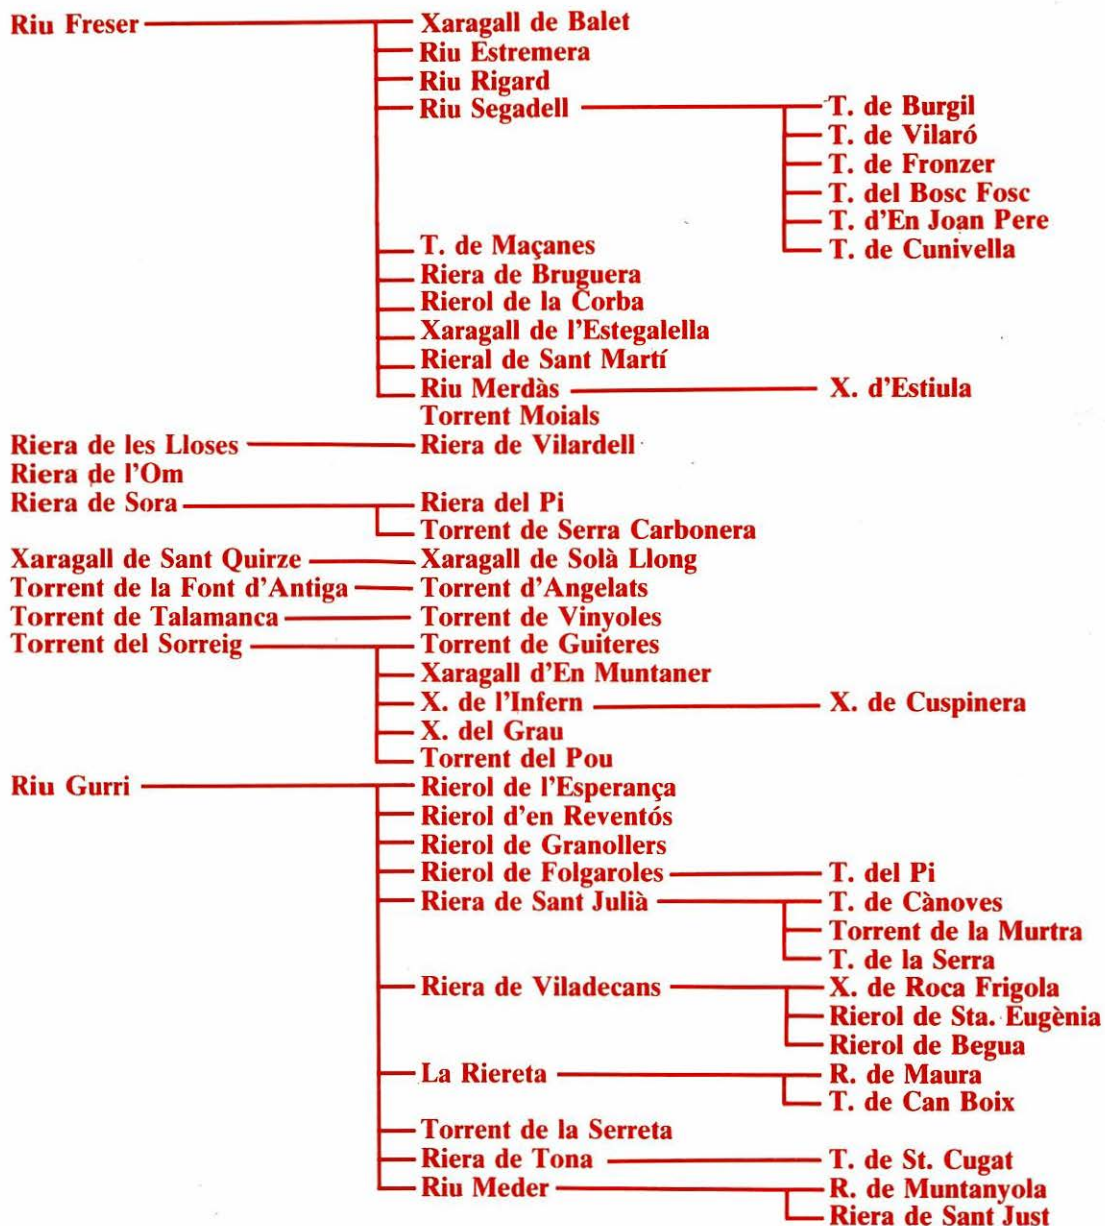 Riu Freser Xaragall de Balet
Riu Estremera
Riu Rigard
Riu Segadell T. de Burgil
T. de Vilaró
T. de Fronzer
T. del Bosc Fosc
T. d'En Joan Pere
T. de Maçanes T. de Cunivella
Riera de Bruguera
Rierol de la Corba
Xaragall de l'Estegalella
Rieral de Sant Martí
Riu Merdàs X. d'Estiula
Torrent Moials
Riera de les Lloses Riera de Vilardell
Riera de l'Om
Riera de Sora Riera del Pi
Torrent de Serra Carbonera
Xaragall de Sant Quirze Xaragall de Solà Llong
Torrent de la Font d'Antiga Torrent d'Angelats
Torrent de Talamanca Torrent de Vinyoles
Torrent del Sorreig Torrent de Guiteres
Xaragall d'En Muntaner
X. de l'Infern X. de Cuspinera
X. del Grau
Torrent del Pou
Riu Gurri Rierol de l'Esperança
Rierol d'en Reventós
Rierol de Granollers
Rierol de Folgaroles T. del Pi
Riera de Sant Julià T. de Cànoves
Torrent de la Murtra
T. de la Serra
Riera de Viladecans X. de Roca Frigola
Rierol de Sta. Eugènia
Rierol de Begua
La Riereta R. de Maura
T. de Can Boix
Torrent de la Serreta
Riera de Tona T. de St. Cugat
Riu Meder R. de Muntanyola
Riera de Sant Just